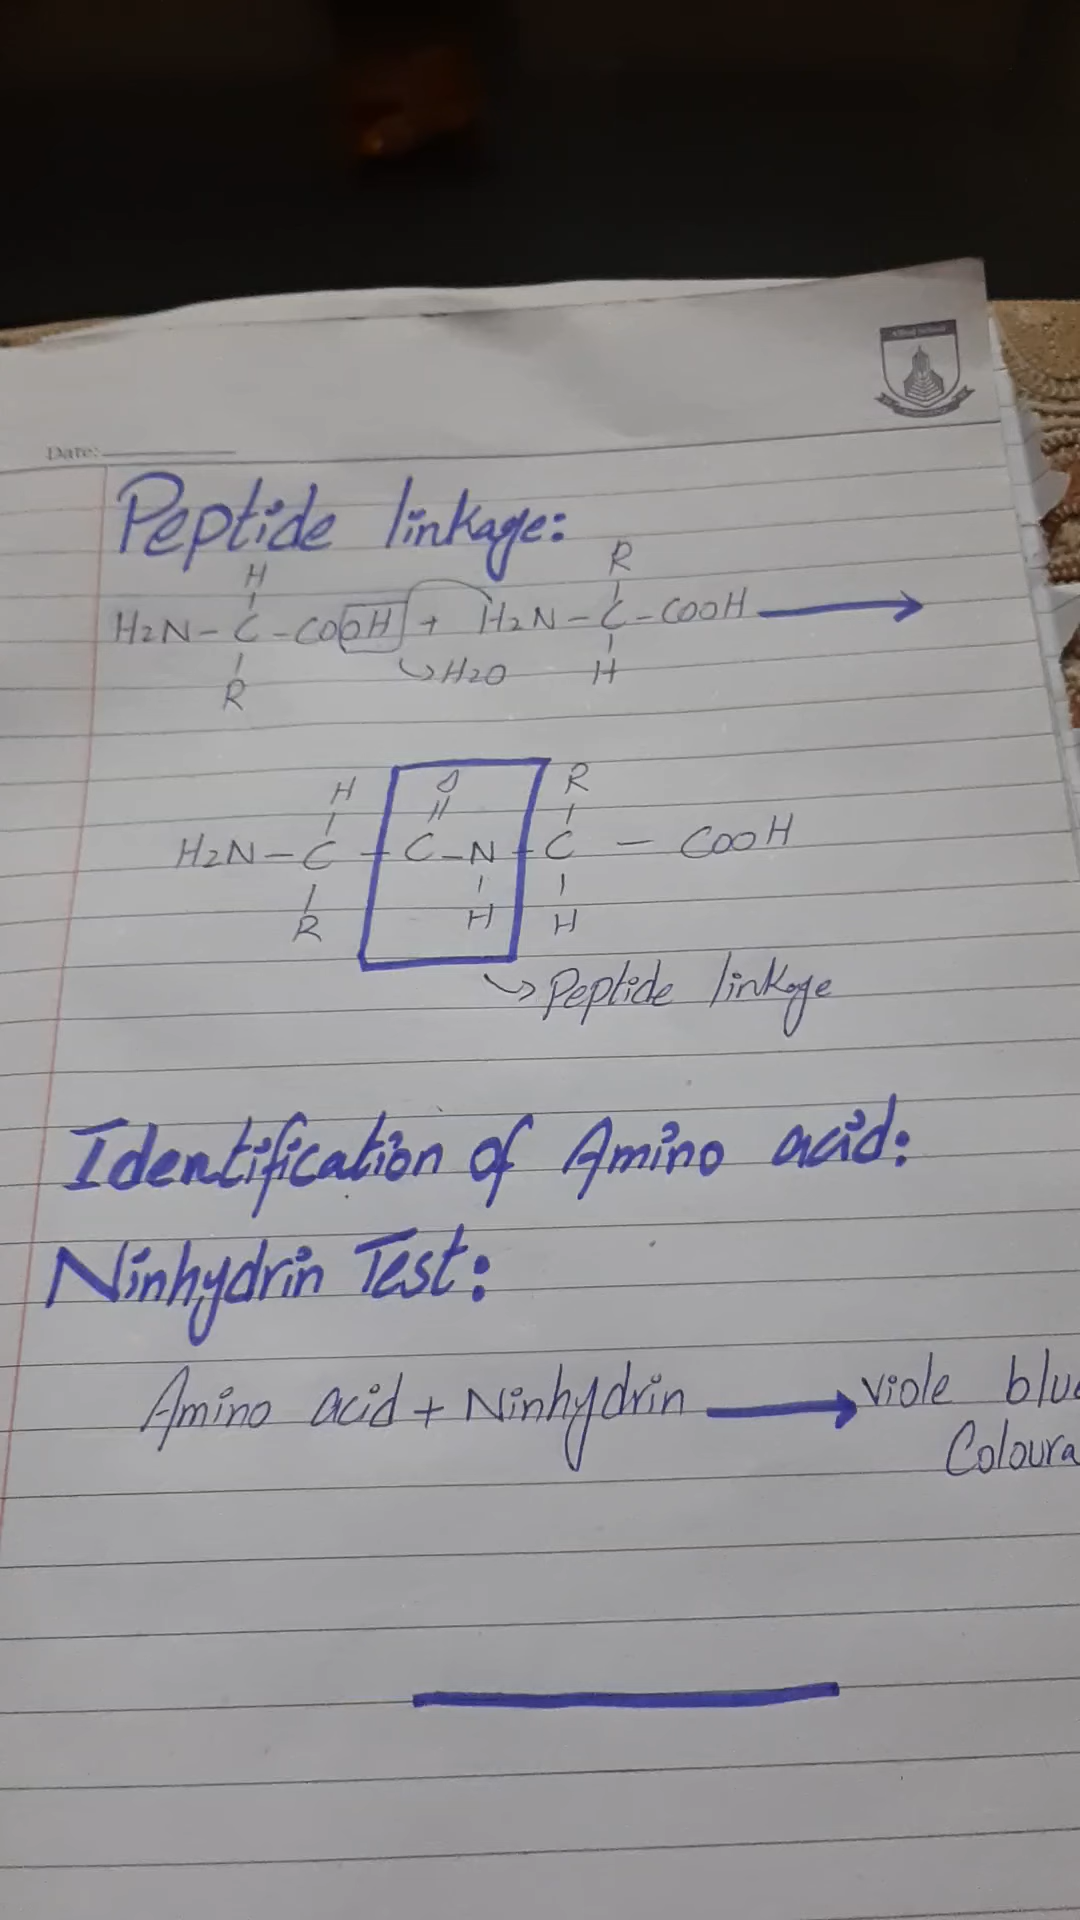 Date:
Peptide linkage:
H R
H2N - C - COOH + H2N - C - COOH
R H2O H
H O R
H2N - C - C - N - C - COOH
R H H
Peptide linkage
Identification of Amino acid:
Ninhydrin Test:
Amino acid + Ninhydrin → Viole blue
Coloura